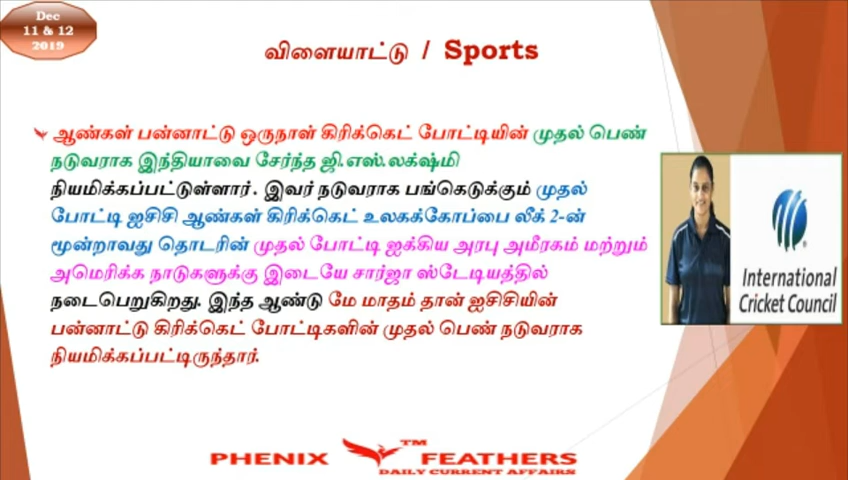 Dec
11 & 12
2019
விளையாட்டு / Sports
ஆண்கள் பன்னாட்டு ஒருநாள் கிரிக்கெட் போட்டியின் முதல் பெண்
நடுவராக இந்தியாவை சேர்ந்த ஜி.எஸ்.லக்ஷ்மி
நியமிக்கப்பட்டுள்ளார். இவர் நடுவராக பங்கெடுக்கும் முதல்
போட்டி ஐசிசி ஆண்கள் கிரிக்கெட் உலகக்கோப்பை லீக் 2-ன்
மூன்றாவது தொடரின் முதல் போட்டி ஐக்கிய அரபு அமீரகம் மற்றும்
அமெரிக்க நாடுகளுக்கு இடையே சார்ஜா ஸ்டேடியத்தில்
நடைபெறுகிறது. இந்த ஆண்டு மே மாதம் தான் ஐசிசியின்
பன்னாட்டு கிரிக்கெட் போட்டிகளின் முதல் பெண் நடுவராக
நியமிக்கப்பட்டிருந்தார்.
International
Cricket Council
PHENIX FEATHERS TM
DAILY CURRENT AFFAIRS